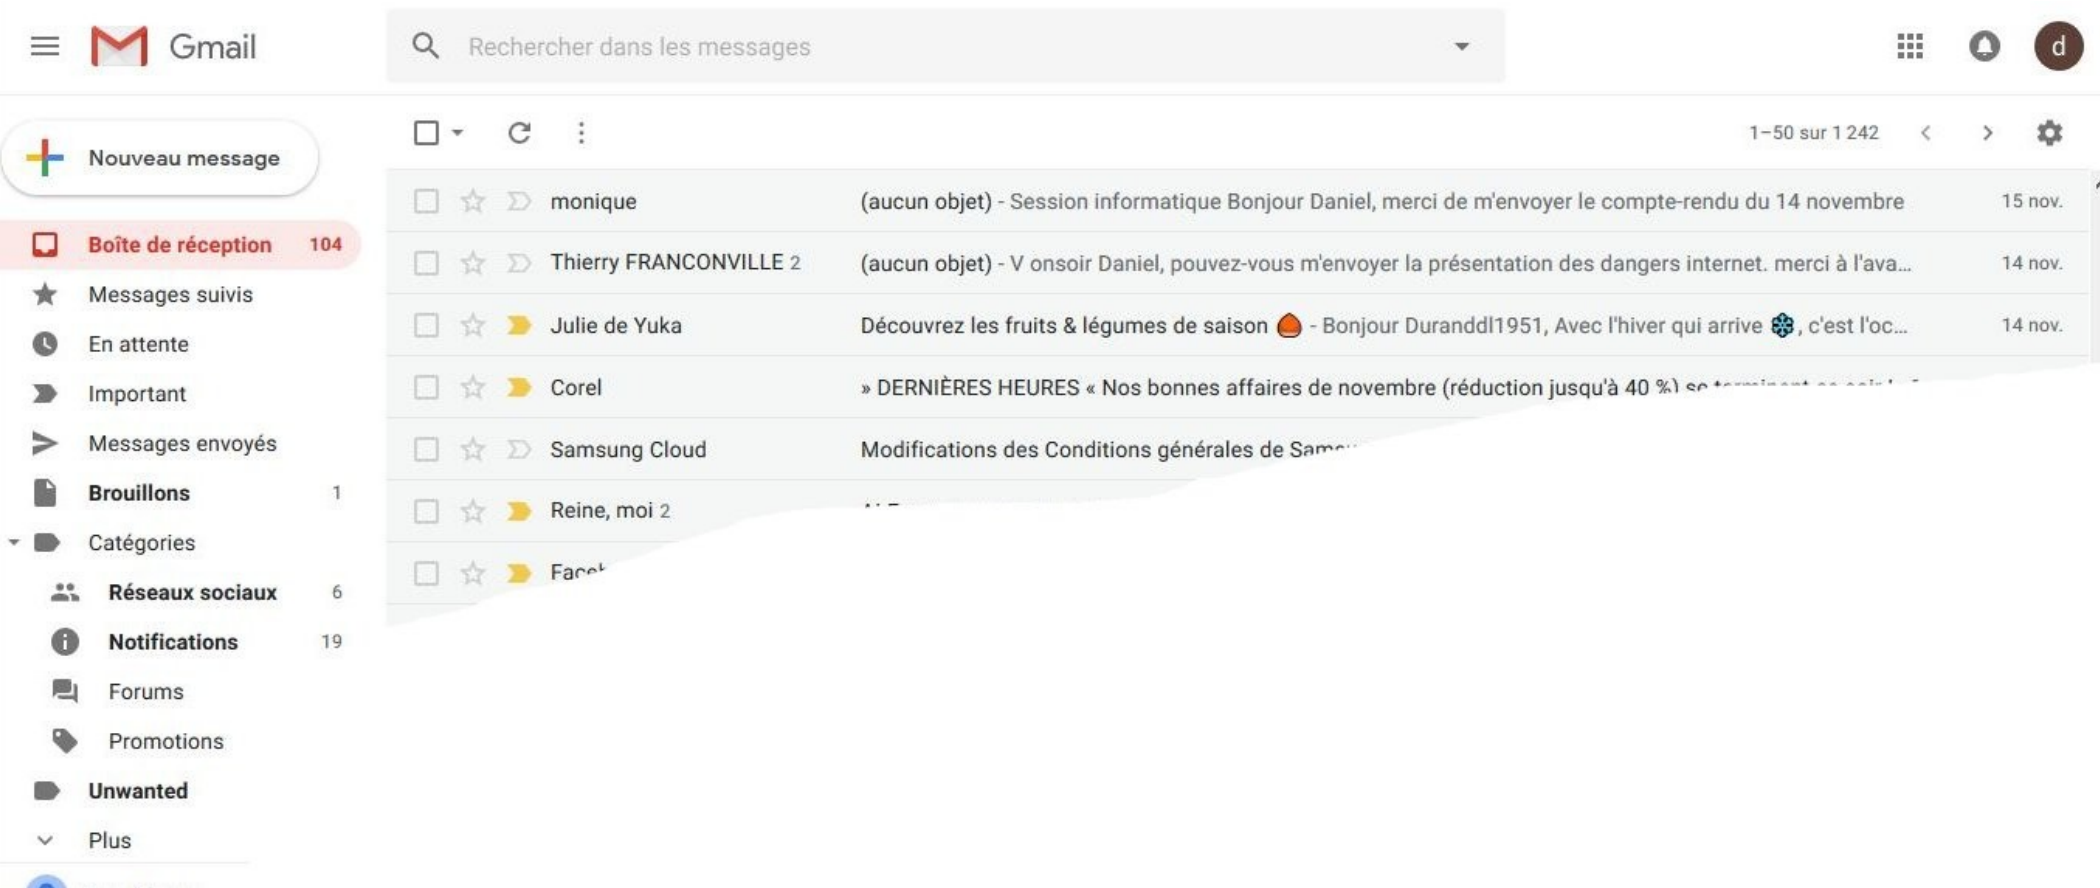 Gmail
Rechercher dans les messages
d
Nouveau message
1–50 sur 1 242
Boîte de réception 104
Messages suivis
En attente
Important
Messages envoyés
Brouillons 1
Catégories
Réseaux sociaux 6
Notifications 19
Forums
Promotions
Unwanted
Plus
monique (aucun objet) - Session informatique Bonjour Daniel, merci de m'envoyer le compte-rendu du 14 novembre 15 nov.
Thierry FRANCONVILLE 2 (aucun objet) - V onsoir Daniel, pouvez-vous m'envoyer la présentation des dangers internet. merci à l'ava... 14 nov.
Julie de Yuka Découvrez les fruits & légumes de saison 🌰 - Bonjour Duranddl1951, Avec l'hiver qui arrive ❄, c'est l'oc... 14 nov.
Corel » DERNIÈRES HEURES « Nos bonnes affaires de novembre (réduction jusqu'à 40 %) se
Samsung Cloud Modifications des Conditions générales de
Reine, moi 2